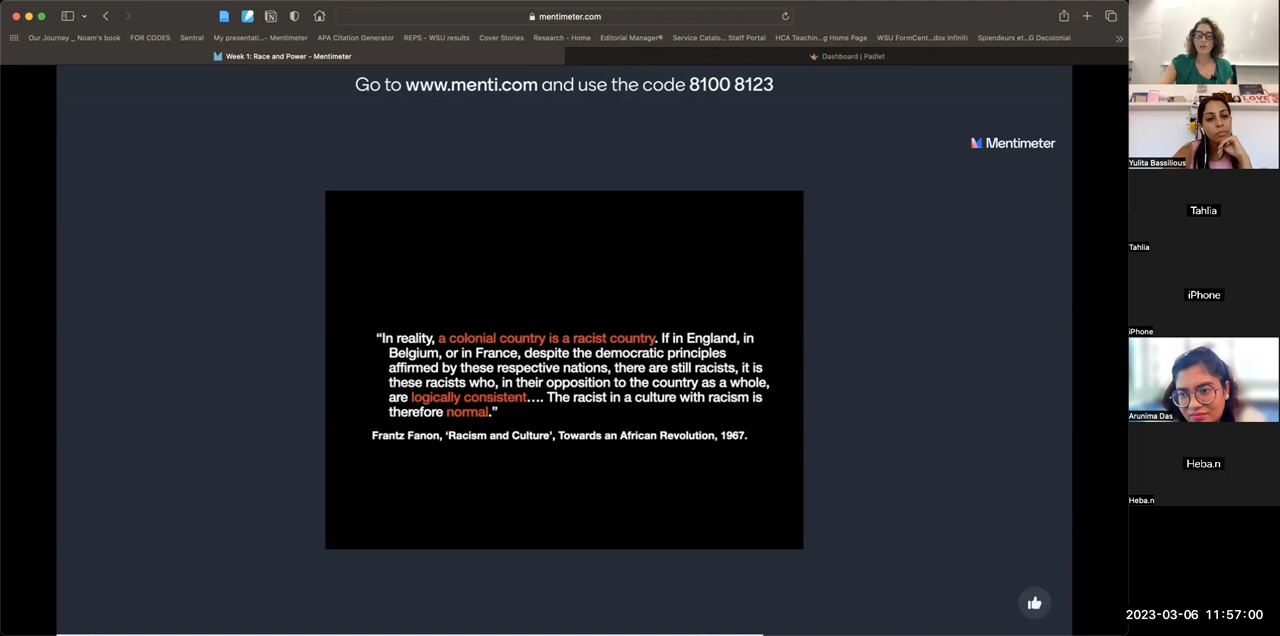 mentimeter.com
Our Journey _ Noam's book FOR CODES Sentral My presentati...- Mentimeter APA Citation Generator REPS - WSU results Cover Stories Research - Home Editorial Manager® Service Catalo... Staff Portal HCA Teachin...g Home Page WSU FormCent...dox Infiniti Splendeurs et...G Decolonial
Week 1: Race and Power - Mentimeter
Dashboard | Padlet
Go to www.menti.com and use the code 8100 8123
Mentimeter
“In reality, a colonial country is a racist country. If in England, in
Belgium, or in France, despite the democratic principles
affirmed by these respective nations, there are still racists, it is
these racists who, in their opposition to the country as a whole,
are logically consistent…. The racist in a culture with racism is
therefore normal.”
Frantz Fanon, ‘Racism and Culture’, Towards an African Revolution, 1967.
Yulita Bassilious
Tahlia
Tahlia
iPhone
iPhone
Arunima Das
Heba.n
Heba.n
2023-03-06 11:57:00